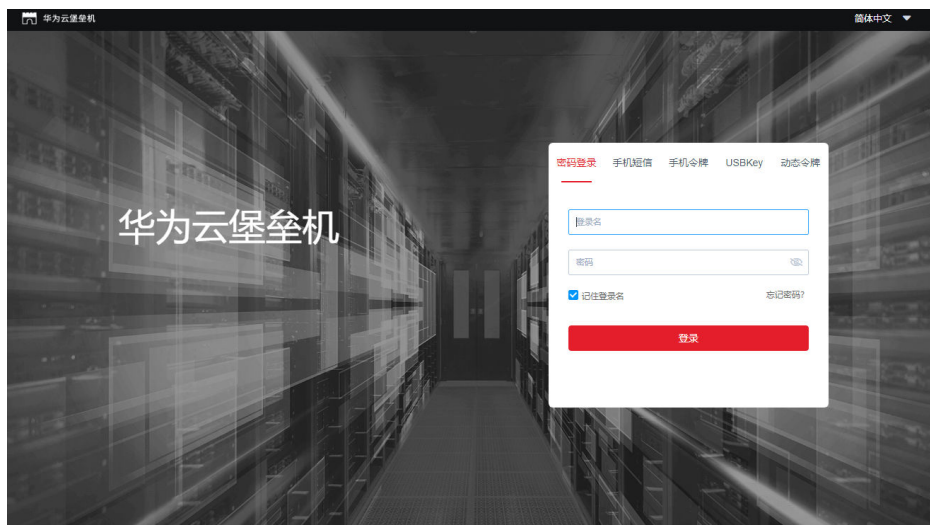 华为云堡垒机
简体中文
密码登录 手机短信 手机令牌 USBKey 动态令牌
华为云堡垒机
登录名
密码
记住登录名 忘记密码?
登录